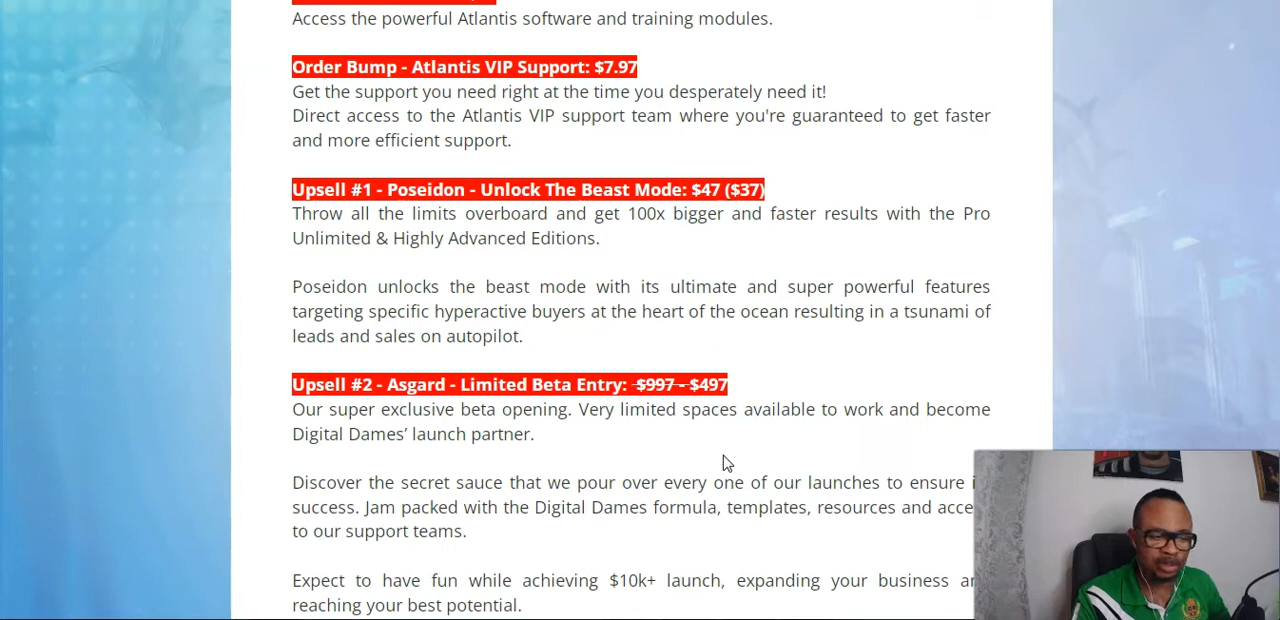 Access the powerful Atlantis software and training modules.
Order Bump - Atlantis VIP Support: $7.97
Get the support you need right at the time you desperately need it!
Direct access to the Atlantis VIP support team where you're guaranteed to get faster
and more efficient support.
Upsell #1 - Poseidon - Unlock The Beast Mode: $47 ($37)
Throw all the limits overboard and get 100x bigger and faster results with the Pro
Unlimited & Highly Advanced Editions.
Poseidon unlocks the beast mode with its ultimate and super powerful features
targeting specific hyperactive buyers at the heart of the ocean resulting in a tsunami of
leads and sales on autopilot.
Upsell #2 - Asgard - Limited Beta Entry: $997 - $497
Our super exclusive beta opening. Very limited spaces available to work and become
Digital Dames’ launch partner.
Discover the secret sauce that we pour over every one of our launches to ensure
success. Jam packed with the Digital Dames formula, templates, resources and acce
to our support teams.
Expect to have fun while achieving $10k+ launch, expanding your business
reaching your best potential.